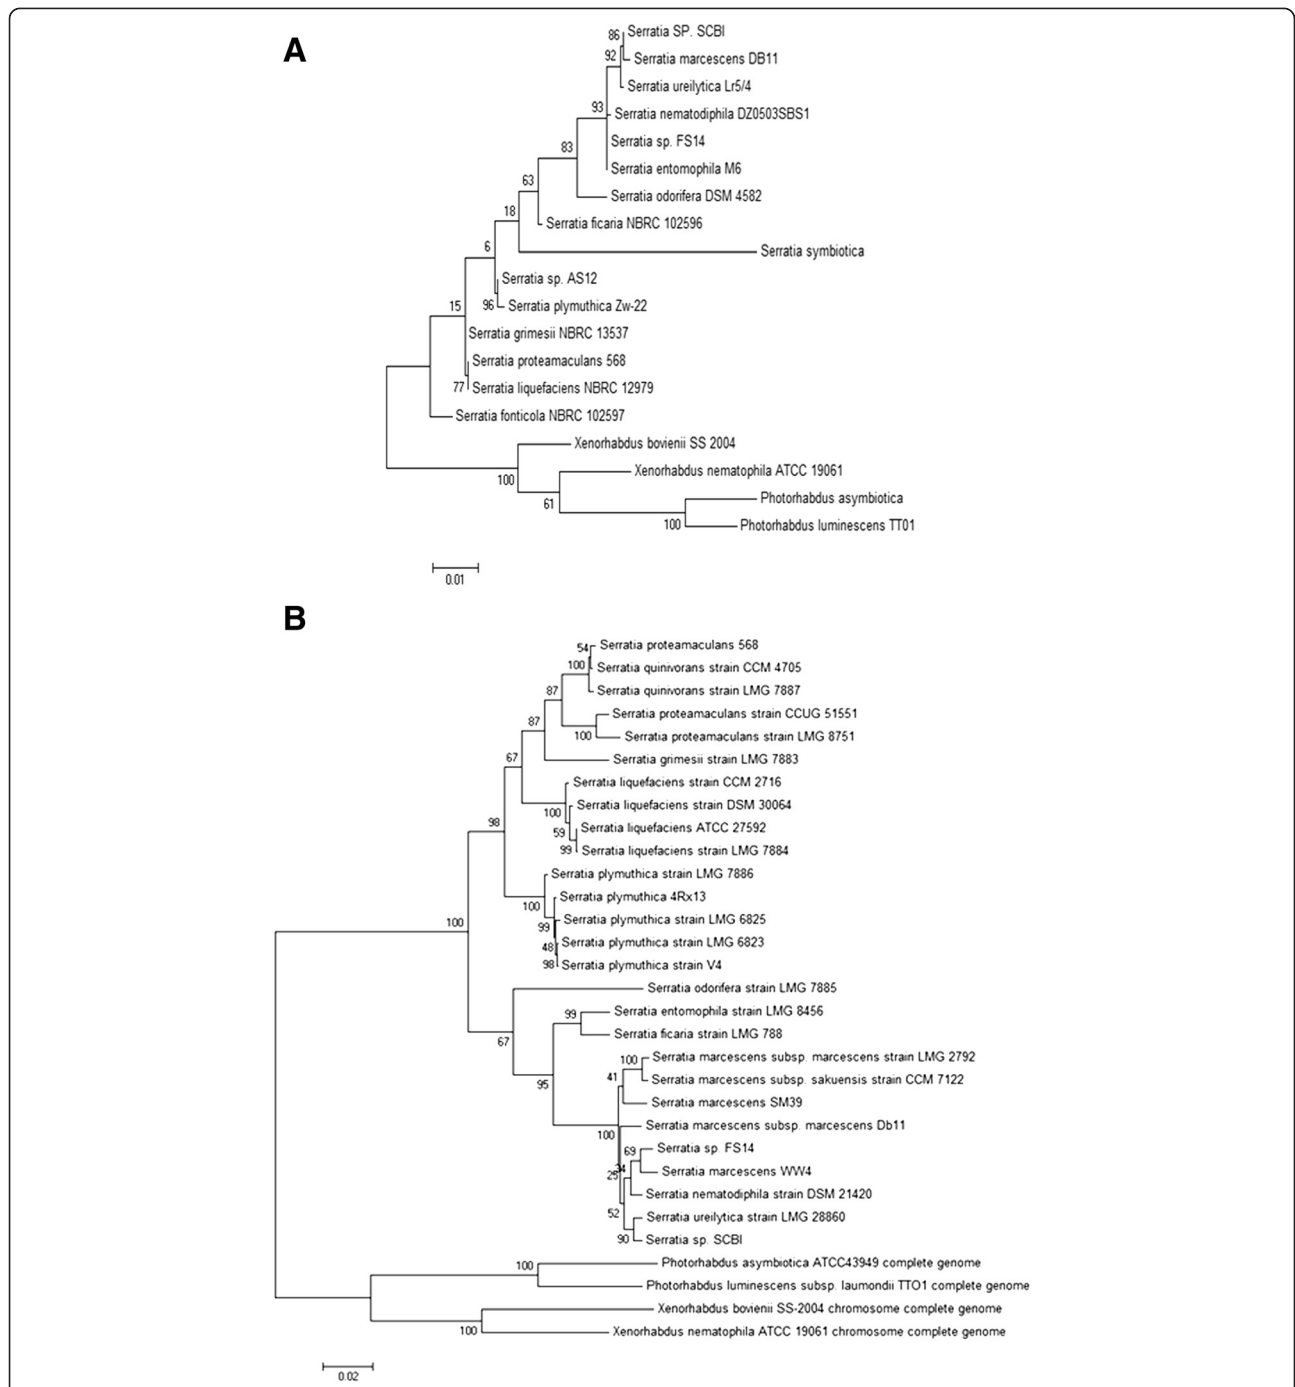 A
86
Serratia SP. SCBI
92
Serratia marcescens DB11
Serratia ureilytica Lr5/4
93
Serratia nematodiphila DZ0503SBS1
Serratia sp. FS14
83
Serratia entomophila M6
63
Serratia odorifera DSM 4582
18
Serratia ficaria NBRC 102596
6
Serratia symbiotica
Serratia sp. AS12
96
Serratia plymuthica Zw-22
15
Serratia grimesii NBRC 13537
Serratia proteamaculans 568
77
Serratia liquefaciens NBRC 12979
Serratia fonticola NBRC 102597
Xenorhabdus bovienii SS 2004
100
Xenorhabdus nematophila ATCC 19061
61
Photorhabdus asymbiotica
100
Photorhabdus luminescens TT01
0.01
B
54
Serratia proteamaculans 568
100
Serratia quinivorans strain CCM 4705
87
Serratia quinivorans strain LMG 7887
Serratia proteamaculans strain CCUG 51551
87
100
Serratia proteamaculans strain LMG 8751
67
Serratia grimesii strain LMG 7883
Serratia liquefaciens strain CCM 2716
100
Serratia liquefaciens strain DSM 30064
98
59
Serratia liquefaciens ATCC 27592
99
Serratia liquefaciens strain LMG 7884
Serratia plymuthica strain LMG 7886
100
Serratia plymuthica 4Rx13
100
99
Serratia plymuthica strain LMG 6825
48
Serratia plymuthica strain LMG 6823
98
Serratia plymuthica strain V4
Serratia odorifera strain LMG 7885
99
Serratia entomophila strain LMG 8456
67
Serratia ficaria strain LMG 788
100
Serratia marcescens subsp. marcescens strain LMG 2792
95
41
Serratia marcescens subsp. sakuensis strain CCM 7122
Serratia marcescens SM39
100
Serratia marcescens subsp. marcescens Db11
69
Serratia sp. FS14
34
25
Serratia marcescens WW4
Serratia nematodiphila strain DSM 21420
52
Serratia ureilytica strain LMG 28860
90
Serratia sp. SCBI
100
Photorhabdus asymbiotica ATCC43949 complete genome
Photorhabdus luminescens subsp. laumondii TTO1 complete genome
Xenorhabdus bovienii SS-2004 chromosome complete genome
100
Xenorhabdus nematophila ATCC 19061 chromosome complete genome
0.02